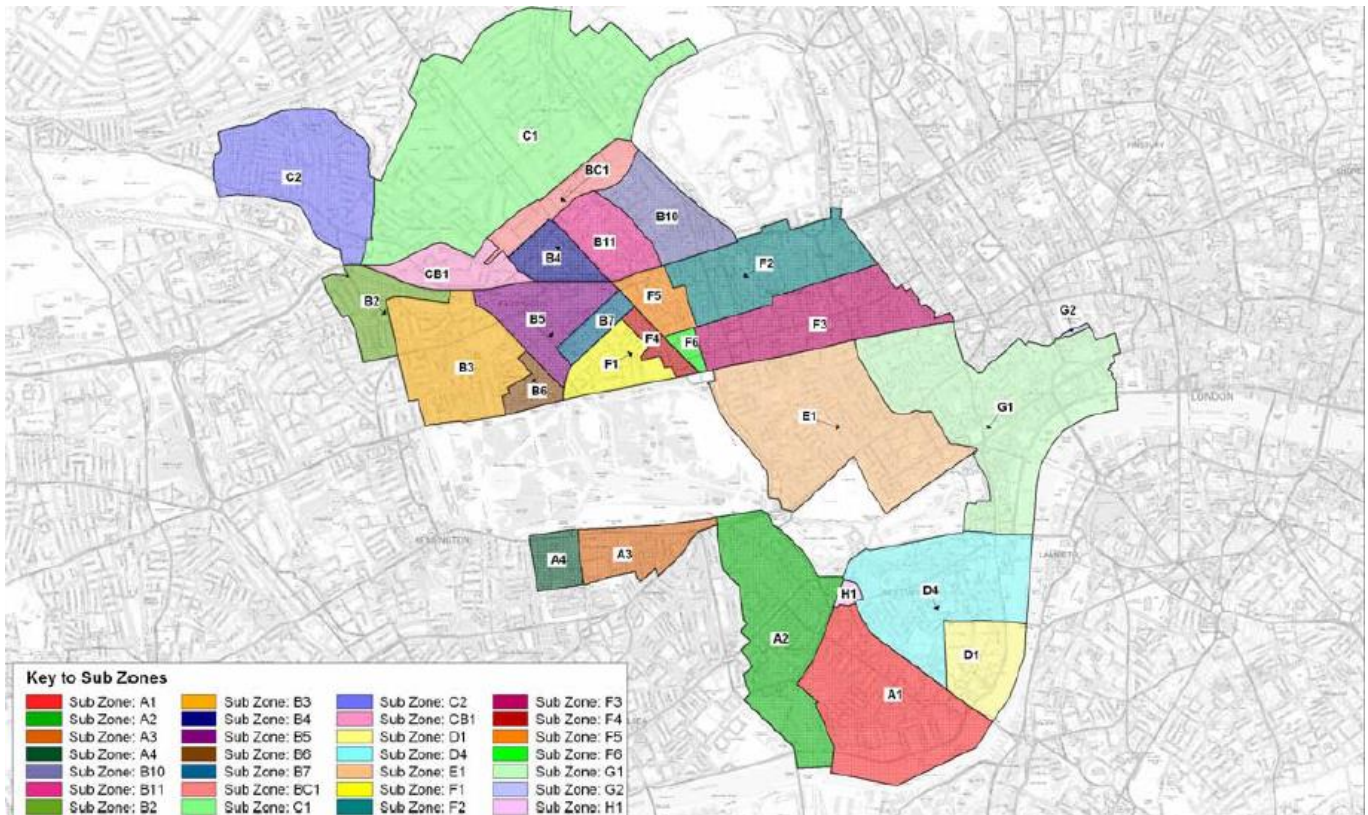 C1
C2
BC1
B10
B11
B4
CB1
F2
B2
F5
G2
B5
B7
F3
F4
F6
B3
F1
B6
LONDON
E1
G1
A4
A3
LAMBETH
H1
D4
A2
D1
A1
Key to Sub Zones
Sub Zone: A1 Sub Zone: B3 Sub Zone: C2 Sub Zone: F3
Sub Zone: A2 Sub Zone: B4 Sub Zone: CB1 Sub Zone: F4
Sub Zone: A3 Sub Zone: B5 Sub Zone: D1 Sub Zone: F5
Sub Zone: A4 Sub Zone: B6 Sub Zone: D4 Sub Zone: F6
Sub Zone: B10 Sub Zone: B7 Sub Zone: E1 Sub Zone: G1
Sub Zone: B11 Sub Zone: BC1 Sub Zone: F1 Sub Zone: G2
Sub Zone: B2 Sub Zone: C1 Sub Zone: F2 Sub Zone: H1